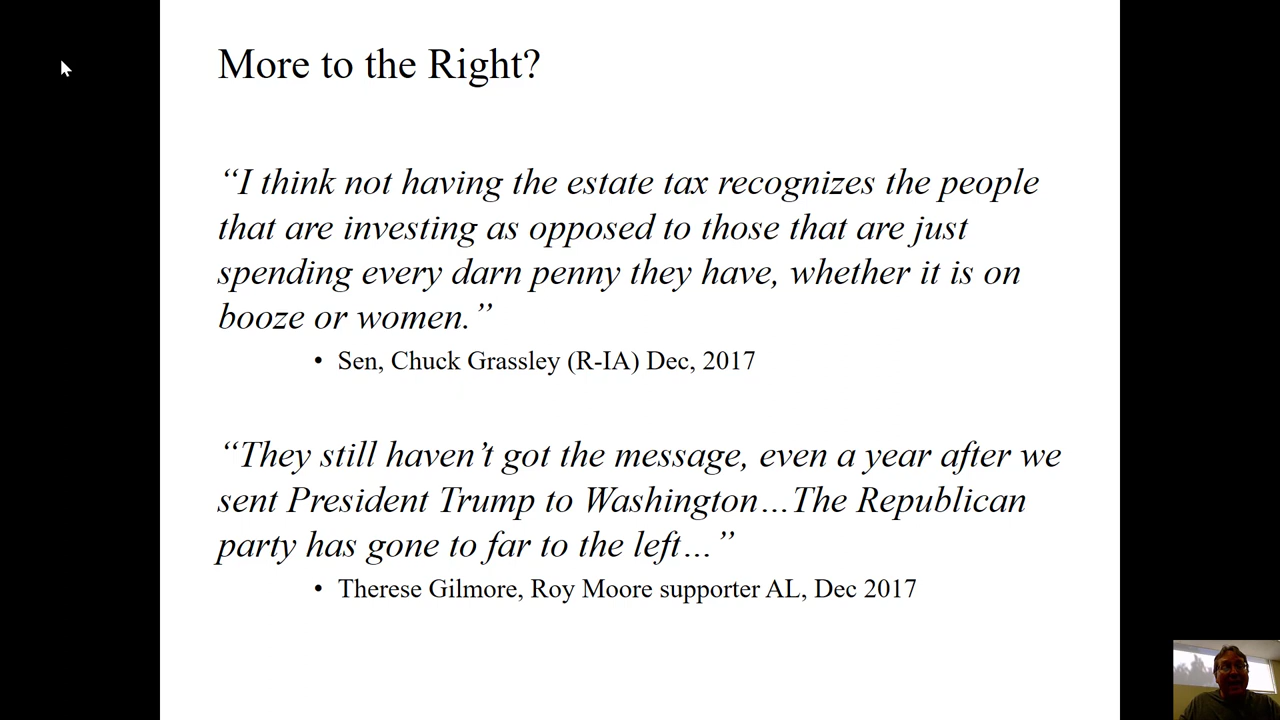 More to the Right?
“I think not having the estate tax recognizes the people
that are investing as opposed to those that are just
spending every darn penny they have, whether it is on
booze or women.”
• Sen, Chuck Grassley (R-IA) Dec, 2017
“They still haven’t got the message, even a year after we
sent President Trump to Washington…The Republican
party has gone to far to the left…”
• Therese Gilmore, Roy Moore supporter AL, Dec 2017